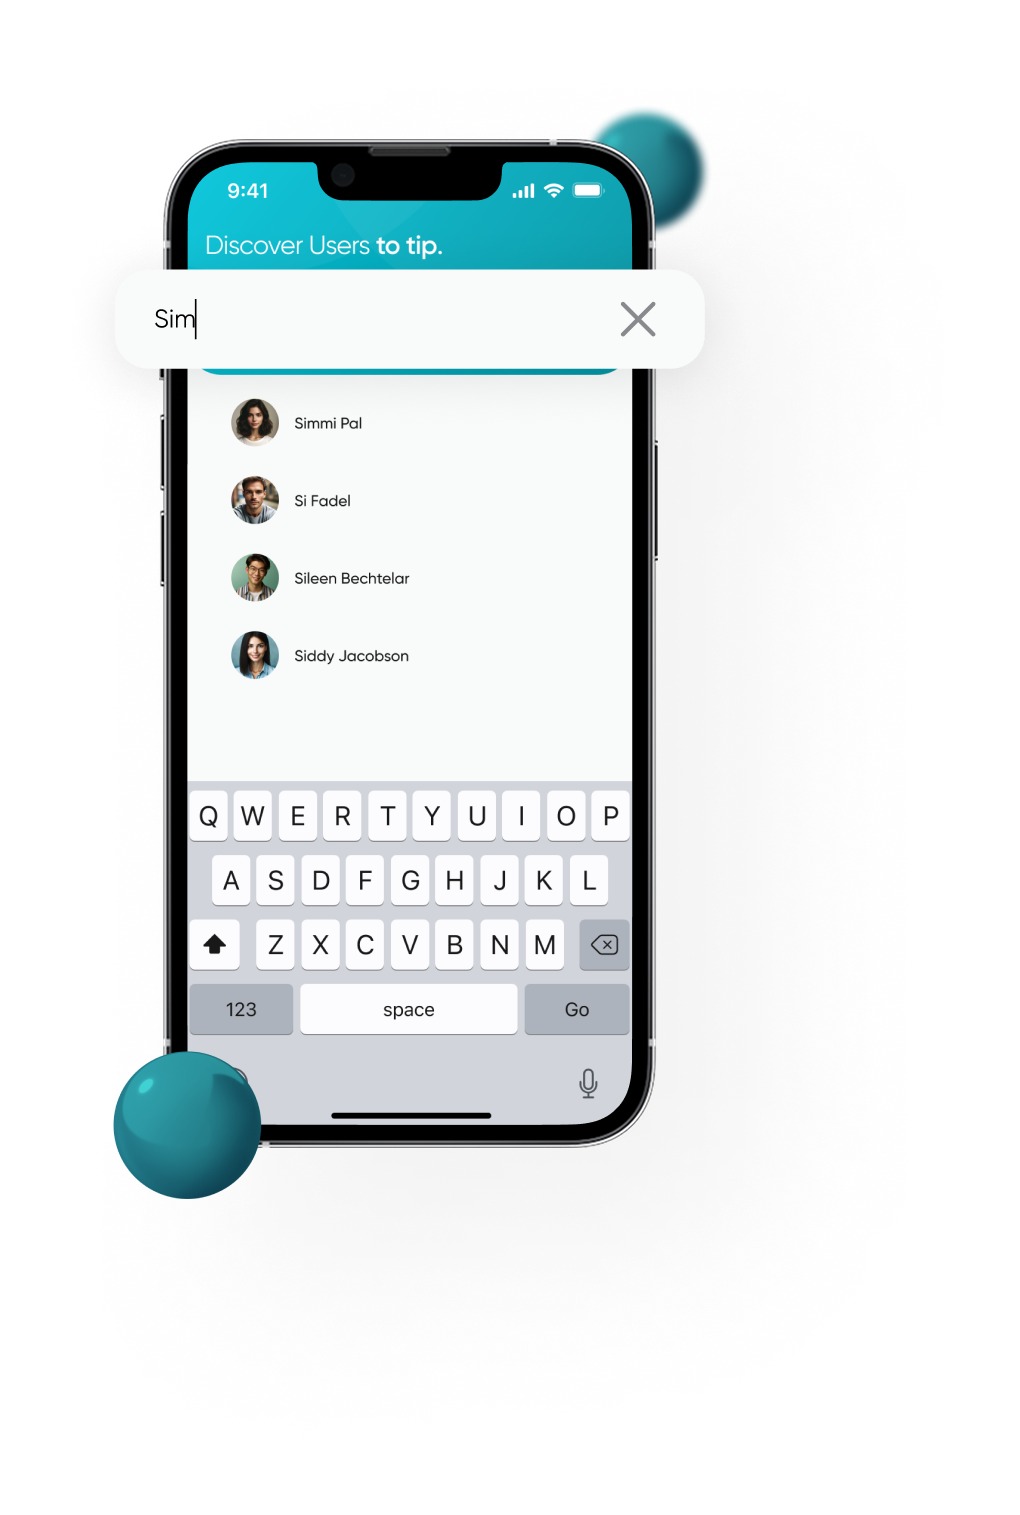 9:41
Discover Users to tip.
Sim
Simmi Pal
Si Fadel
Sileen Bechtelar
Siddy Jacobson
Q W E R T Y U I O P
A S D F G H J K L
Z X C V B N M
123 space Go